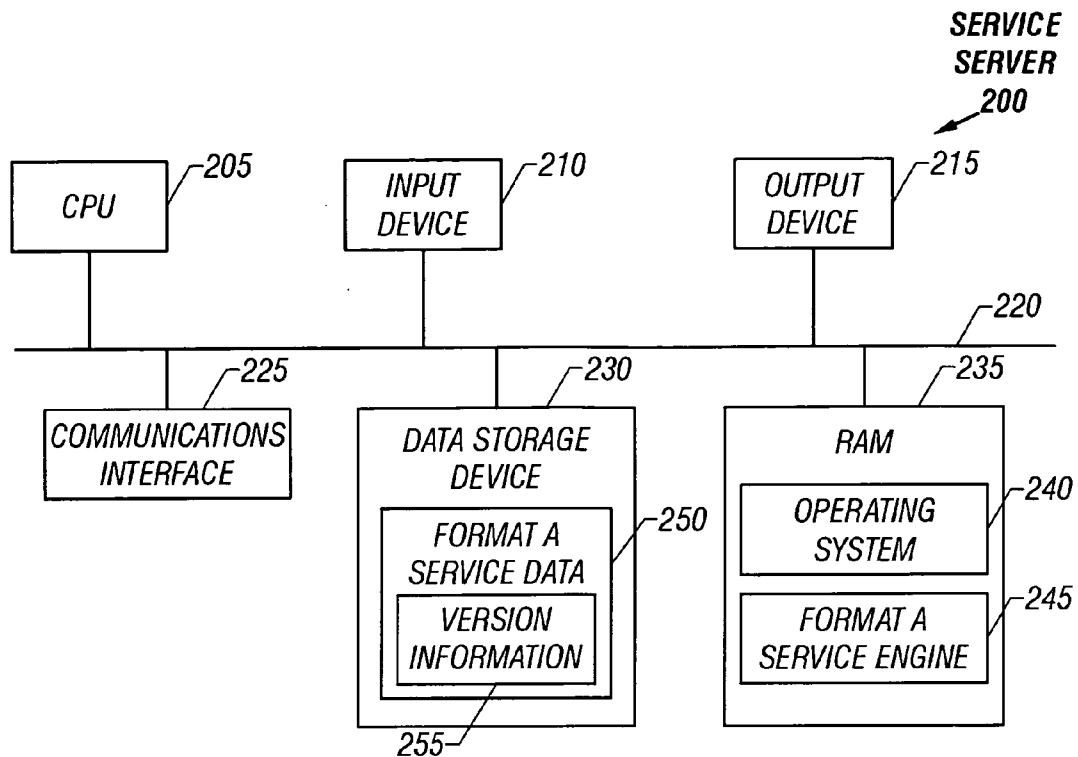 SERVICE
SERVER
200
CPU
205
INPUT
DEVICE
210
OUTPUT
DEVICE
215
220
COMMUNICATIONS
INTERFACE
225
DATA STORAGE
DEVICE
230
FORMAT A
SERVICE DATA
250
VERSION
INFORMATION
255
RAM
235
OPERATING
SYSTEM
240
FORMAT A
SERVICE ENGINE
245